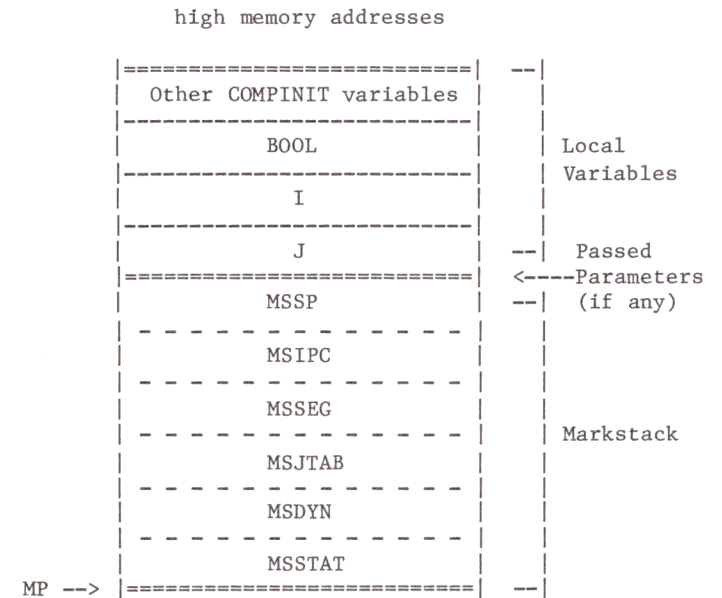 high memory addresses
Other COMPINIT variables
BOOL
Local
Variables
I
J
Passed
<----Parameters
(if any)
MSSP
MSIPC
MSSEG
Markstack
MSJTAB
MSDYN
MSSTAT
MP -->